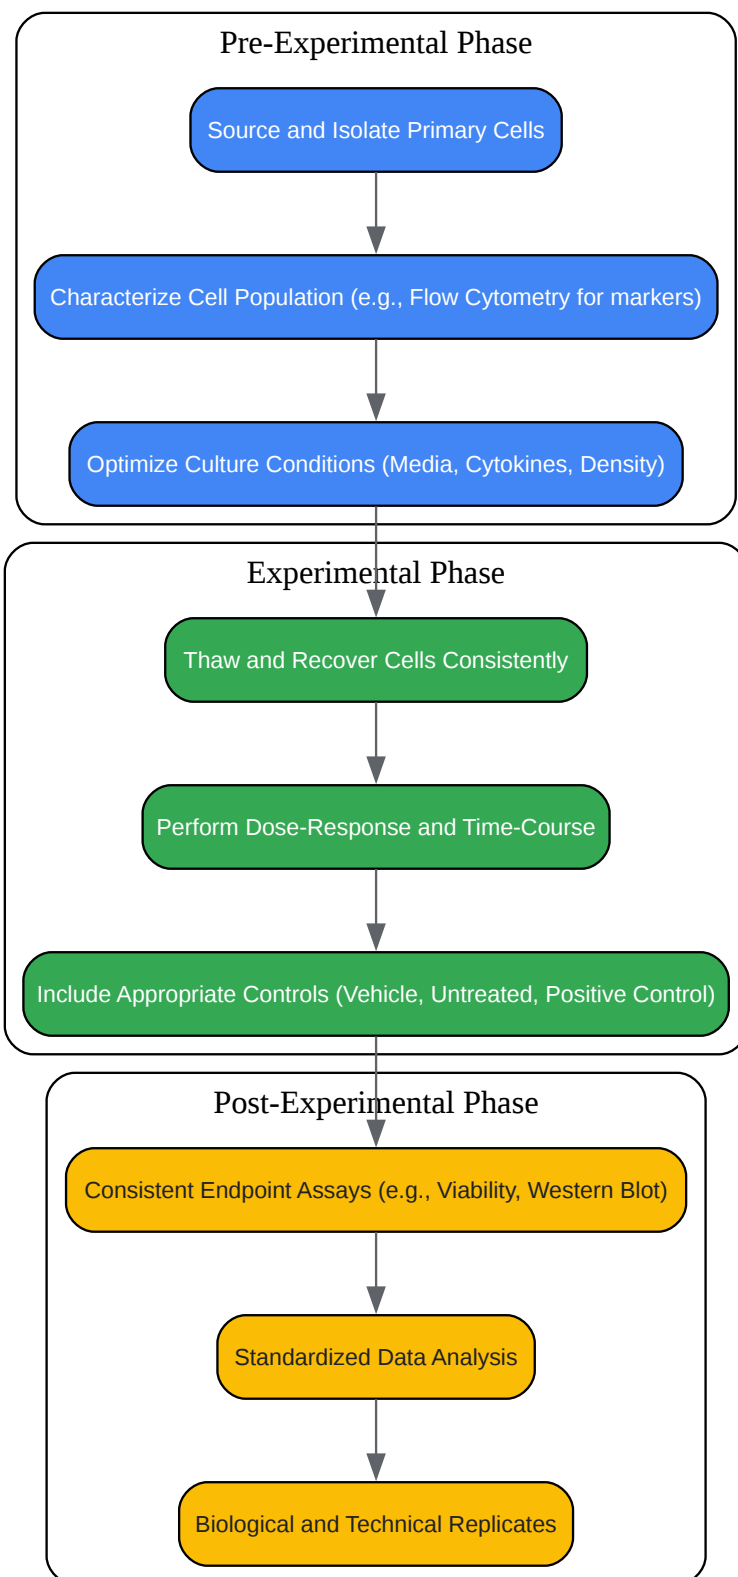 Pre-Experimental Phase
Source and Isolate Primary Cells
Characterize Cell Population (e.g., Flow Cytometry for markers)
Optimize Culture Conditions (Media, Cytokines, Density)
Experimental Phase
Thaw and Recover Cells Consistently
Perform Dose-Response and Time-Course
Include Appropriate Controls (Vehicle, Untreated, Positive Control)
Post-Experimental Phase
Consistent Endpoint Assays (e.g., Viability, Western Blot)
Standardized Data Analysis
Biological and Technical Replicates